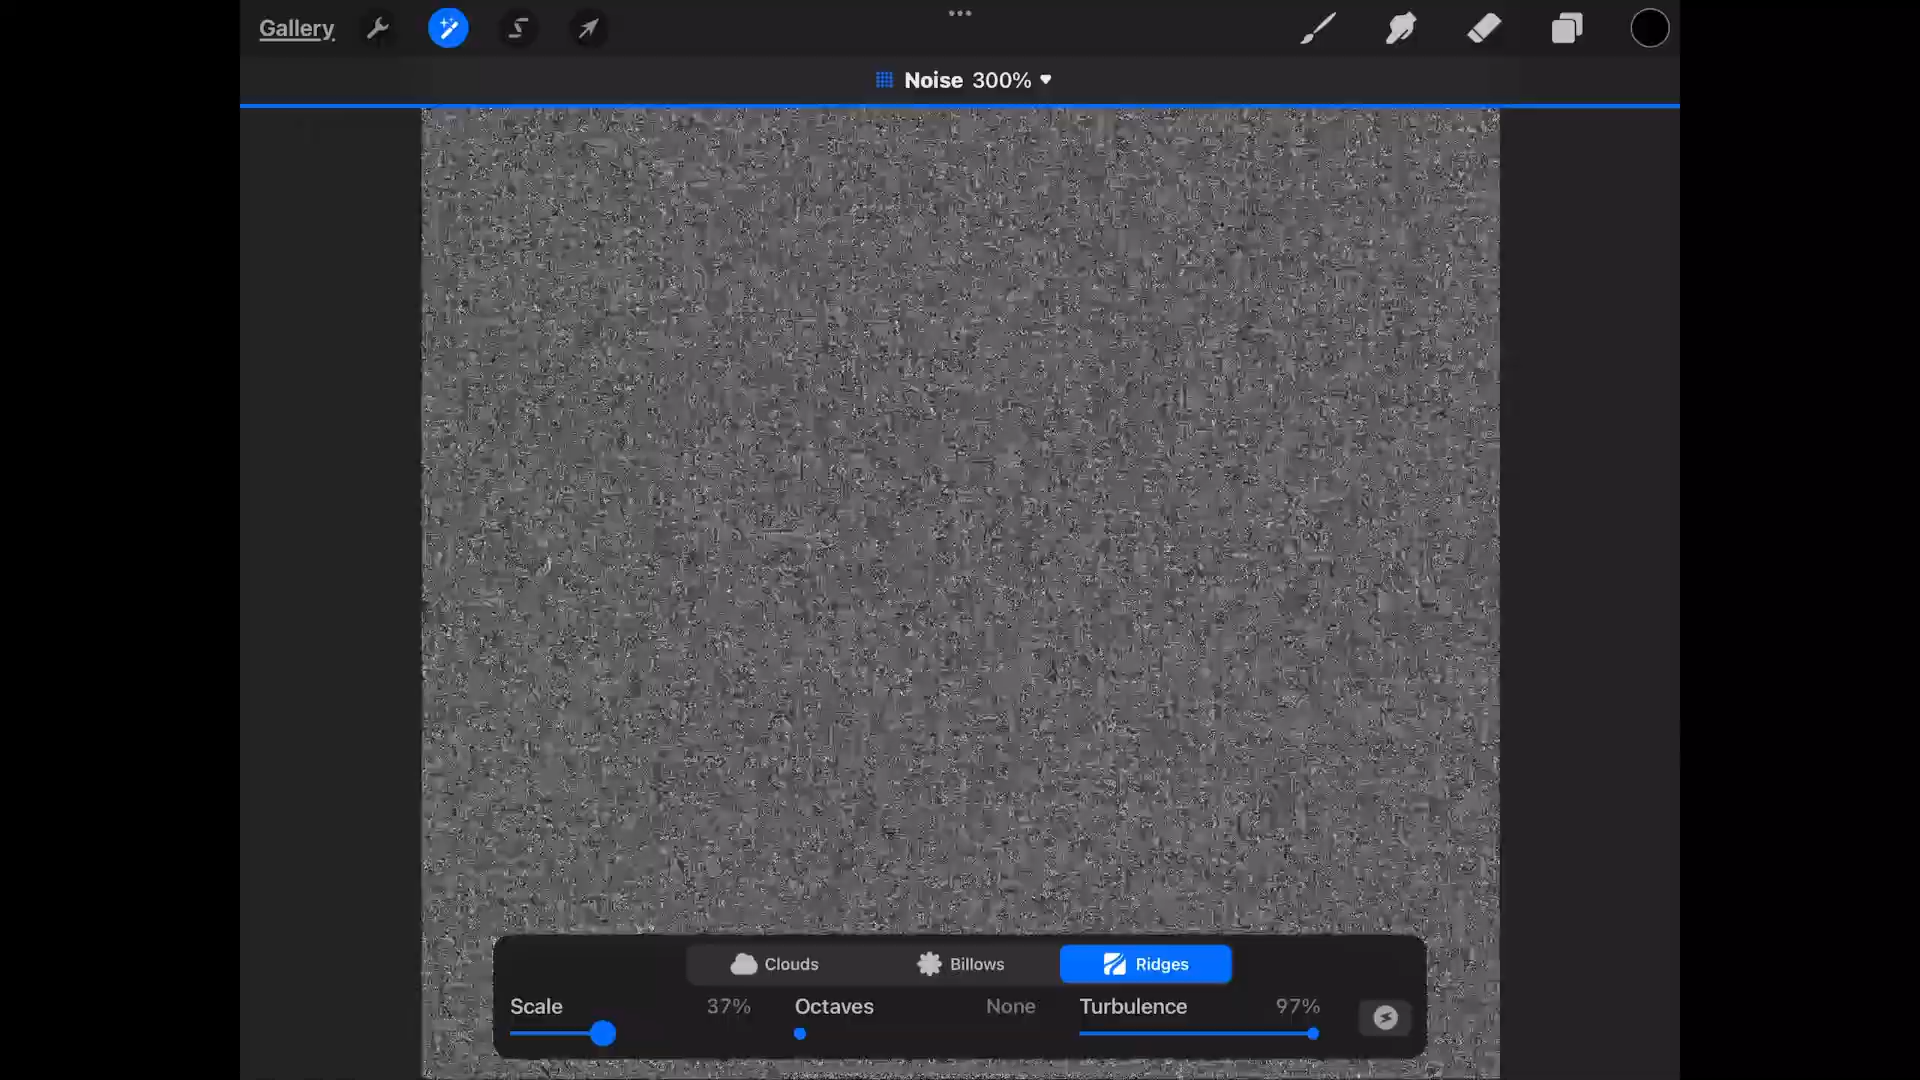 Gallery
Noise 300%
Clouds Billows Ridges
Scale 37% Octaves None Turbulence 97%